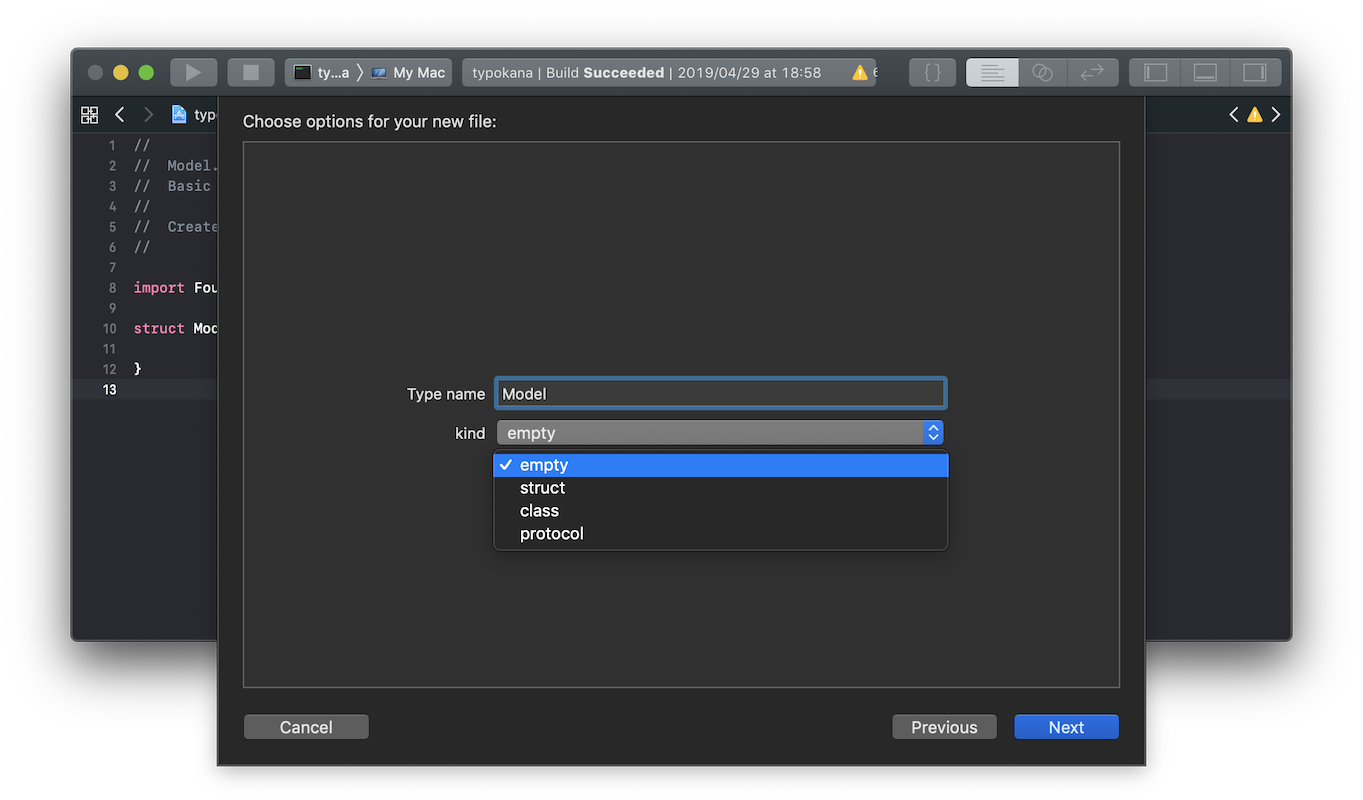 ty...a 〉 My Mac
typokana | Build Succeeded | 2019/04/29 at 18:58
{ }
typ
Choose options for your new file:
1 //
2 // Model.
3 // Basic
4 //
5 // Create
6 //
7
8 import Fou
9
10 struct Mod
11
12 }
13
Type name Model
kind empty
✓ empty
struct
class
protocol
Cancel
Previous
Next